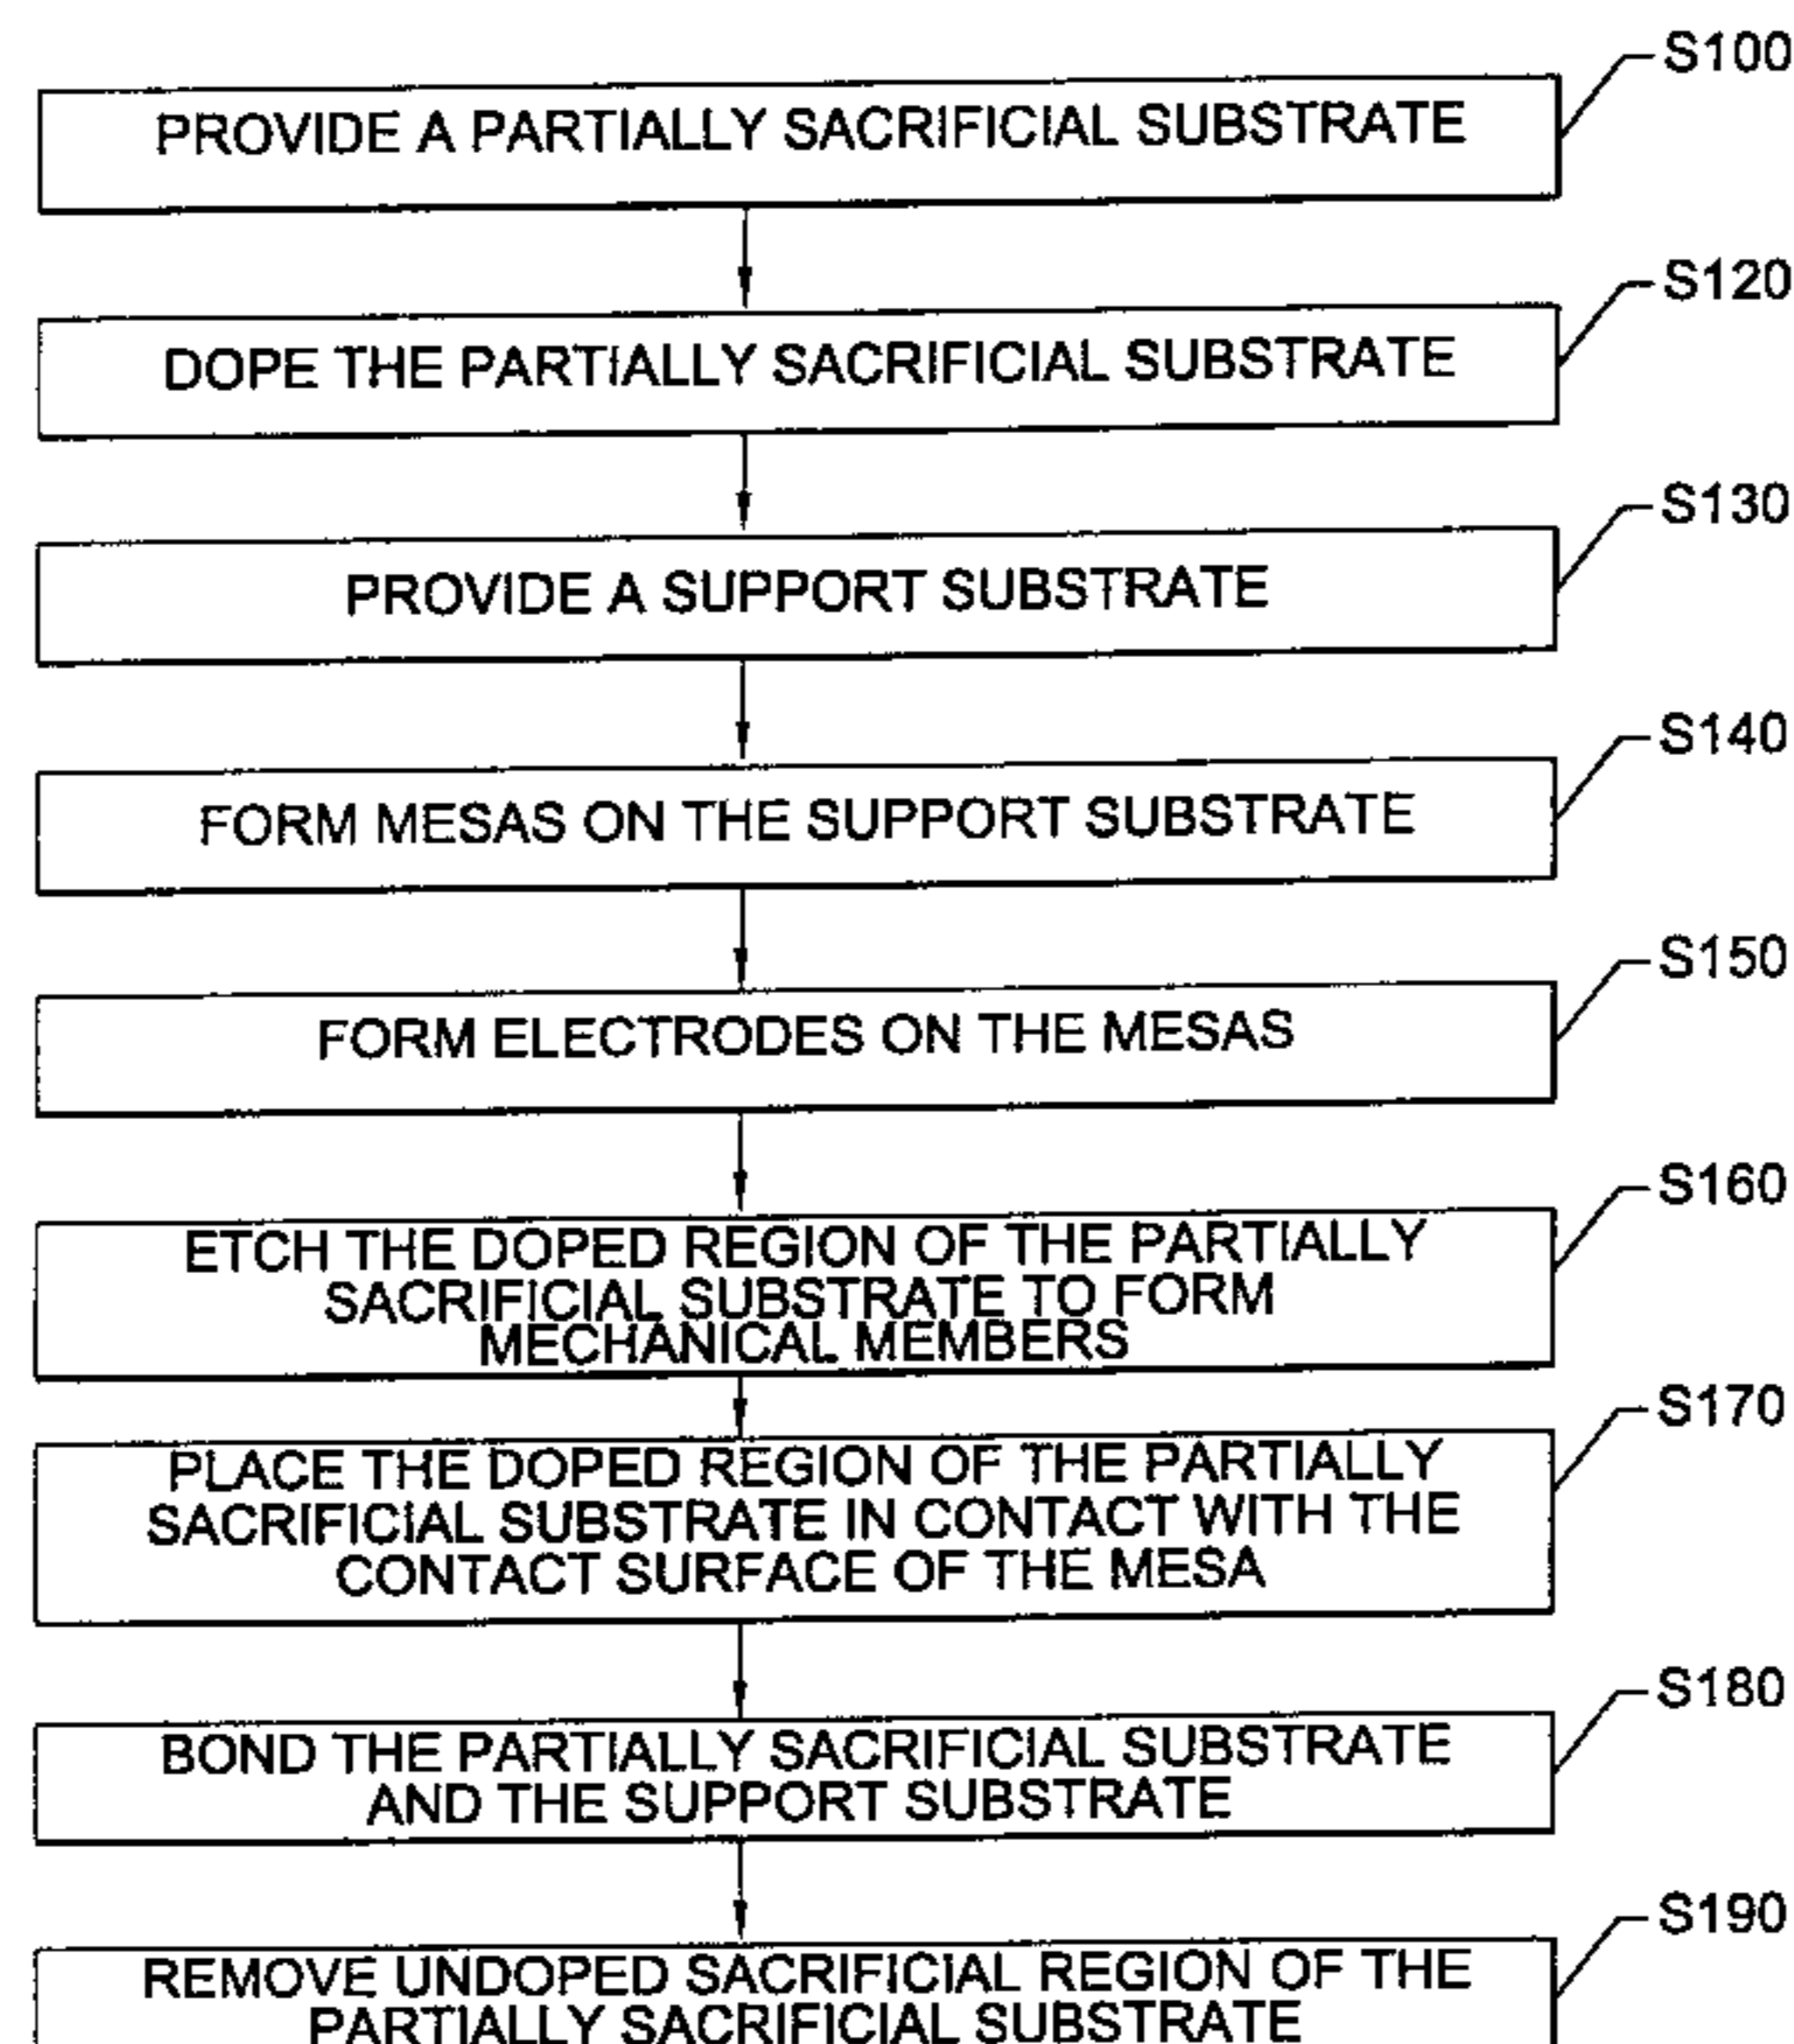 S100
PROVIDE A PARTIALLY SACRIFICIAL SUBSTRATE
S120
DOPE THE PARTIALLY SACRIFICIAL SUBSTRATE
S130
PROVIDE A SUPPORT SUBSTRATE
S140
FORM MESAS ON THE SUPPORT SUBSTRATE
S150
FORM ELECTRODES ON THE MESAS
S160
ETCH THE DOPED REGION OF THE PARTIALLY
SACRIFICIAL SUBSTRATE TO FORM
MECHANICAL MEMBERS
S170
PLACE THE DOPED REGION OF THE PARTIALLY
SACRIFICIAL SUBSTRATE IN CONTACT WITH THE
CONTACT SURFACE OF THE MESA
S180
BOND THE PARTIALLY SACRIFICIAL SUBSTRATE
AND THE SUPPORT SUBSTRATE
S190
REMOVE UNDOPED SACRIFICIAL REGION OF THE
PARTIALLY SACRIFICIAL SUBSTRATE